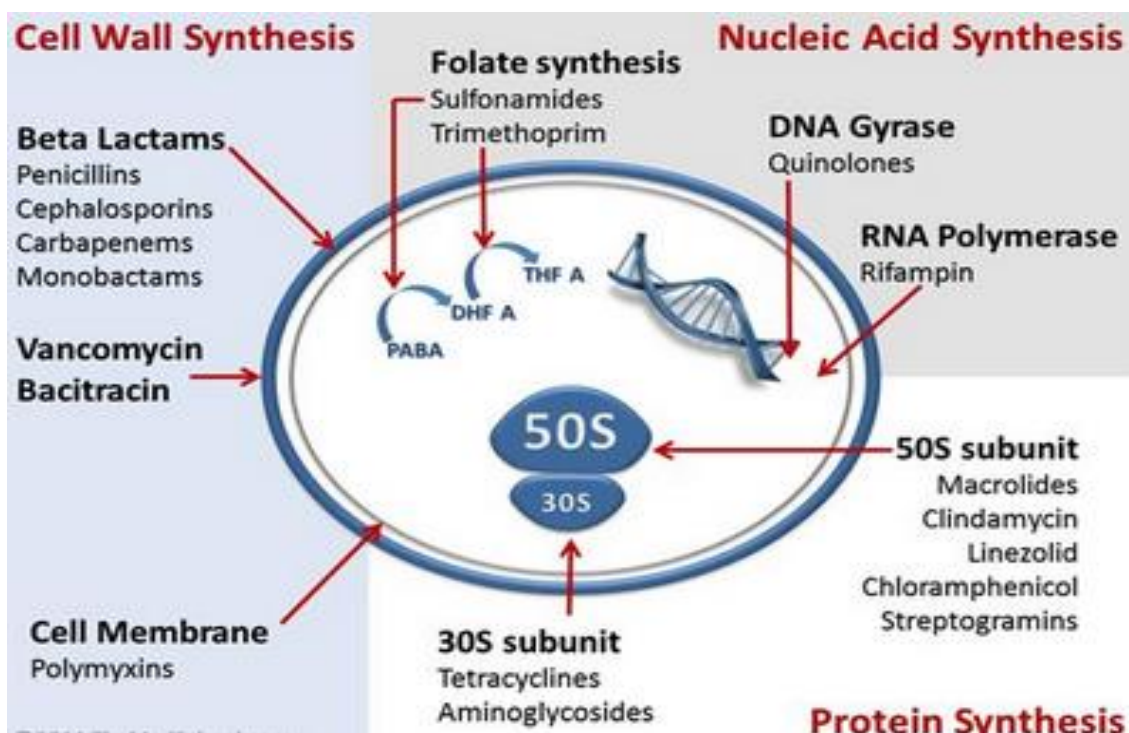 Cell Wall Synthesis
Nucleic Acid Synthesis
Folate synthesis
Sulfonamides
Trimethoprim
Beta Lactams
Penicillins
Cephalosporins
Carbapenems
Monobactams
DNA Gyrase
Quinolones
RNA Polymerase
Rifampin
THF A
DHF A
PABA
Vancomycin
Bacitracin
50S
30S
50S subunit
Macrolides
Clindamycin
Linezolid
Chloramphenicol
Streptogramins
Cell Membrane
Polymyxins
30S subunit
Tetracyclines
Aminoglycosides
Protein Synthesis